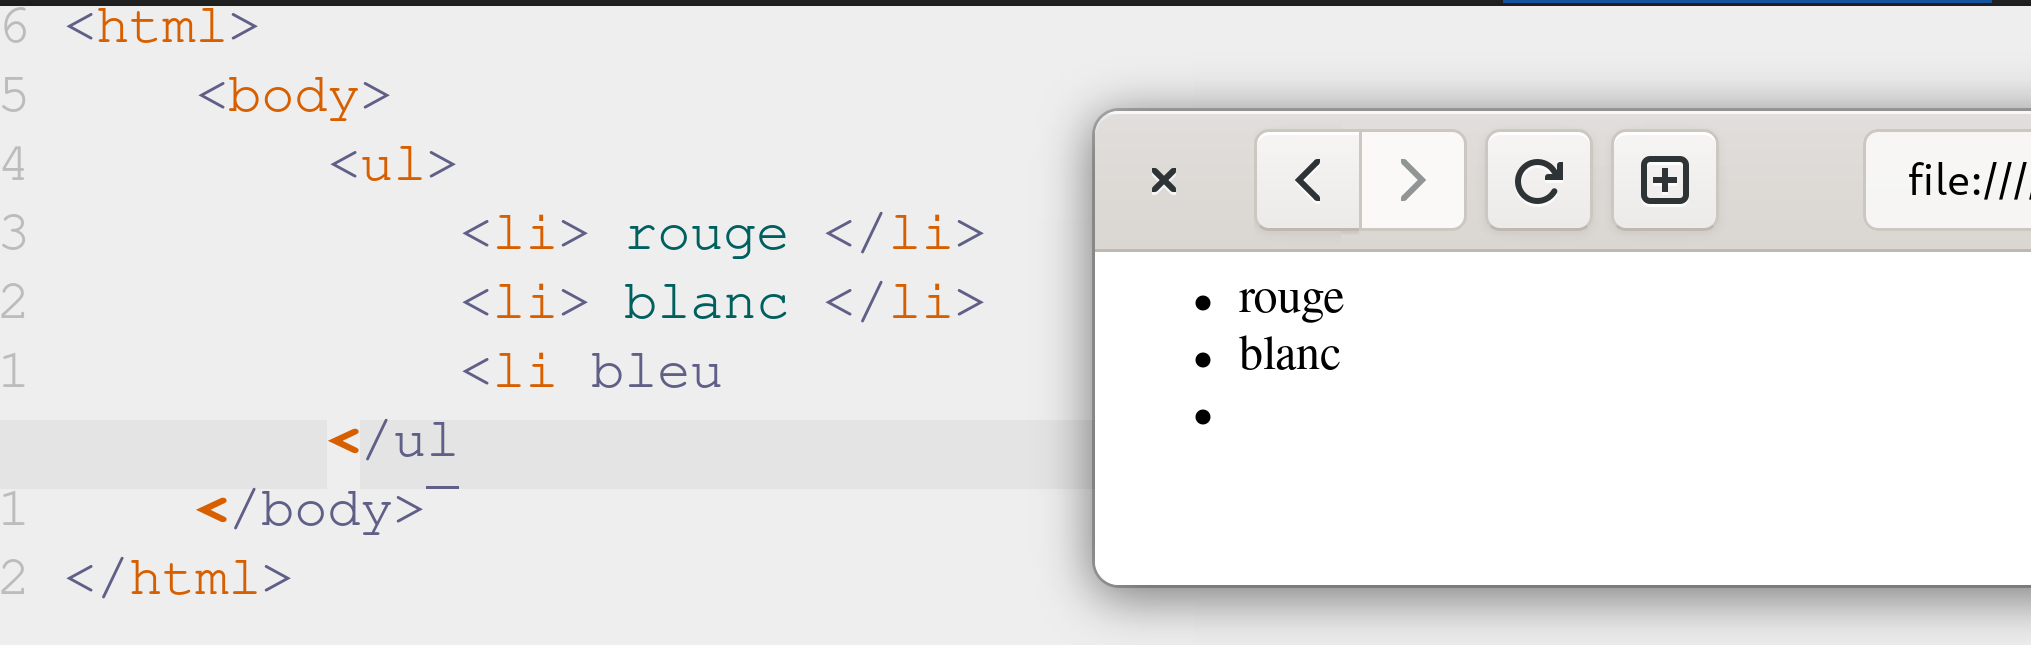 6 <html>
5 <body>
4 <ul>
3 <li> rouge </li>
2 <li> blanc </li>
1 <li bleu
</ul
1 </body>
2 </html>
file:///
• rouge
• blanc
•